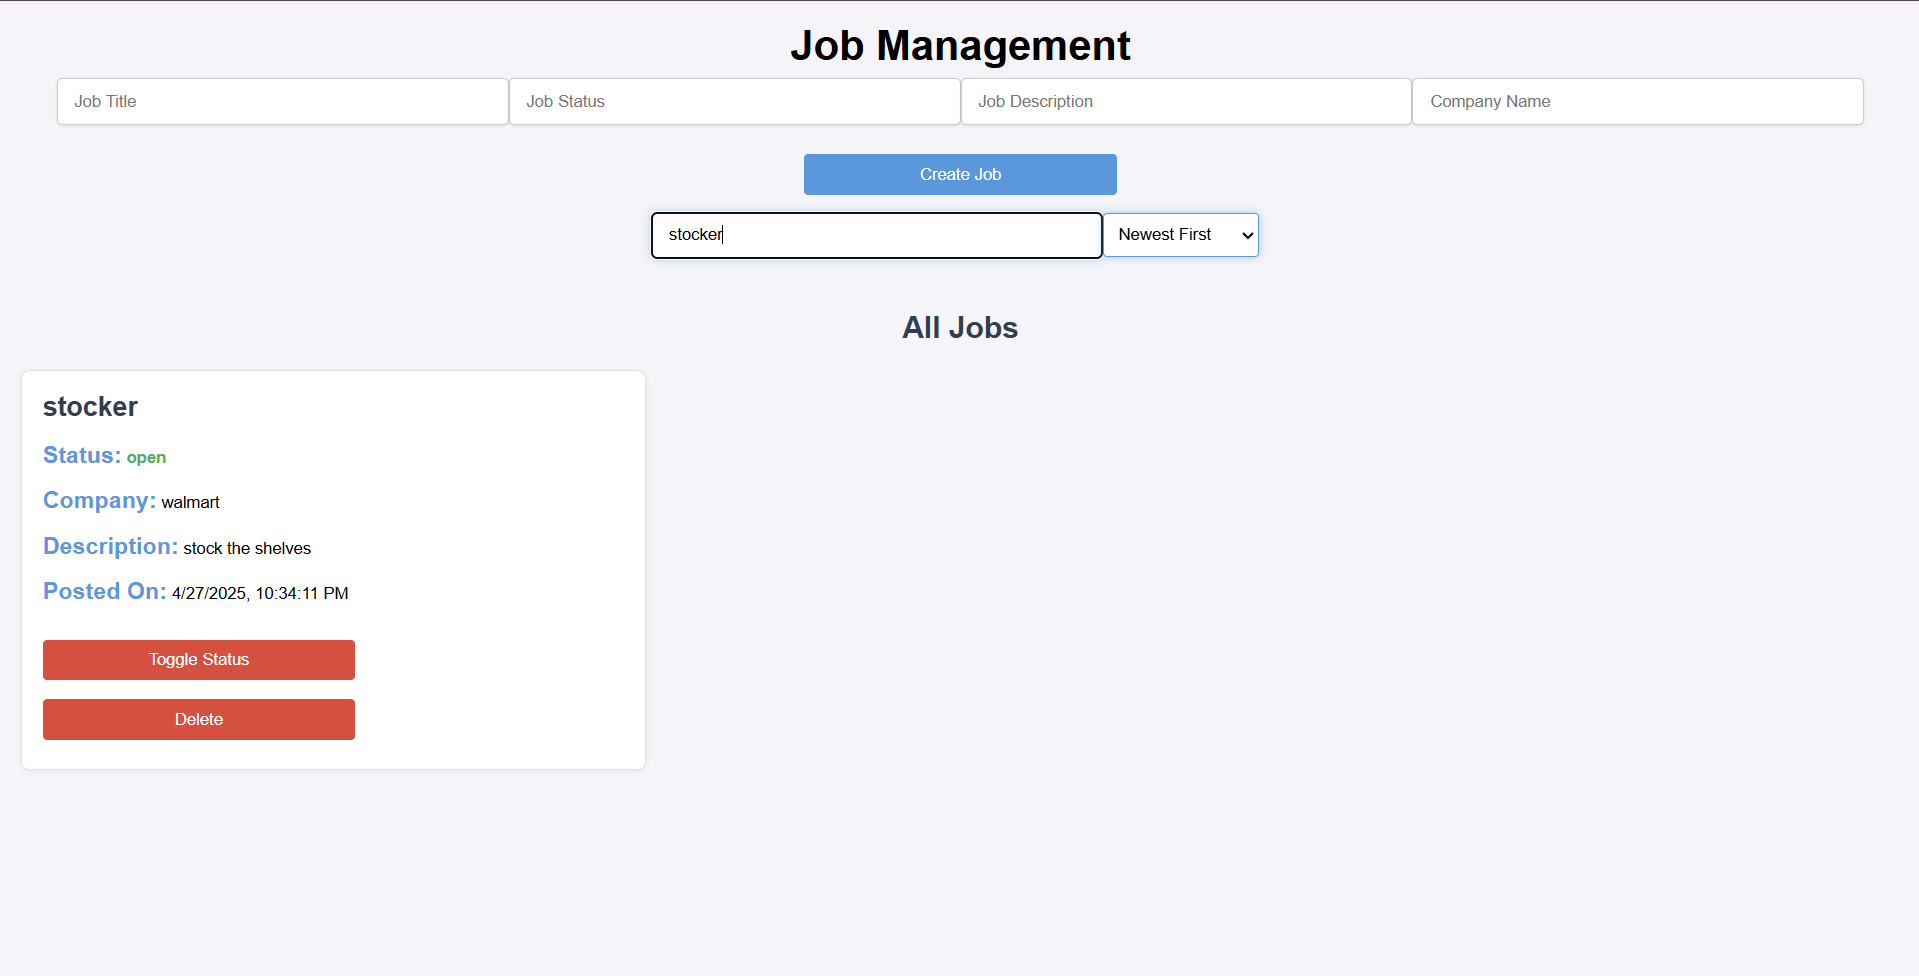 Job Management
Job Title Job Status Job Description Company Name
Create Job
stocker Newest First
All Jobs
stocker
Status: open
Company: walmart
Description: stock the shelves
Posted On: 4/27/2025, 10:34:11 PM
Toggle Status
Delete